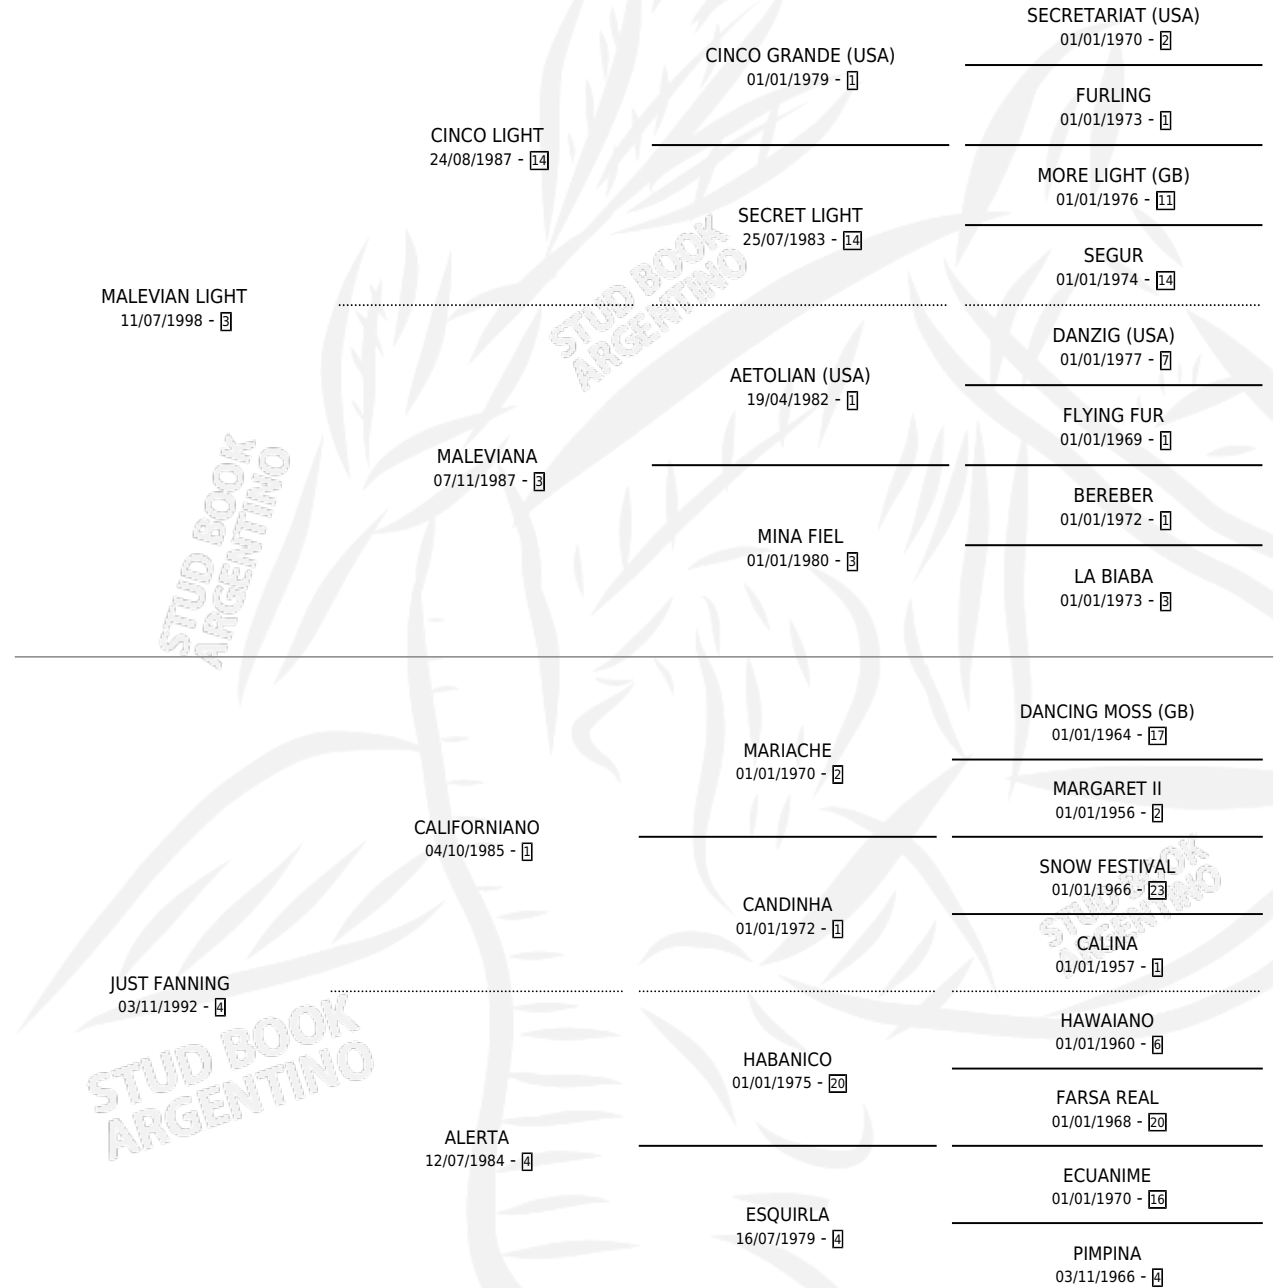 SECRETARIAT (USA)
01/01/1970 - 2
CINCO GRANDE (USA)
01/01/1979 - 1
FURLING
01/01/1973 - 1
CINCO LIGHT
24/08/1987 - 14
MORE LIGHT (GB)
01/01/1976 - 11
SECRET LIGHT
25/07/1983 - 14
SEGUR
01/01/1974 - 14
MALEVIAN LIGHT
11/07/1998 - 3
DANZIG (USA)
01/01/1977 - 7
AETOLIAN (USA)
19/04/1982 - 1
FLYING FUR
01/01/1969 - 1
MALEVIANA
07/11/1987 - 3
BEREBER
01/01/1972 - 1
MINA FIEL
01/01/1980 - 3
LA BIABA
01/01/1973 - 3
DANCING MOSS (GB)
01/01/1964 - 17
MARIACHE
01/01/1970 - 2
MARGARET II
01/01/1956 - 2
CALIFORNIANO
04/10/1985 - 1
SNOW FESTIVAL
01/01/1966 - 23
CANDINHA
01/01/1972 - 1
CALINA
01/01/1957 - 1
JUST FANNING
03/11/1992 - 4
HAWAIANO
01/01/1960 - 6
HABANICO
01/01/1975 - 20
FARSA REAL
01/01/1968 - 20
ALERTA
12/07/1984 - 4
ECUANIME
01/01/1970 - 16
ESQUIRLA
16/07/1979 - 4
PIMPINA
03/11/1966 - 4
STUD BOOK
ARGENTINO
STUD BOOK
ARGENTINO
STUD BOOK
ARGENTINO
STUD BOOK
ARGENTINO